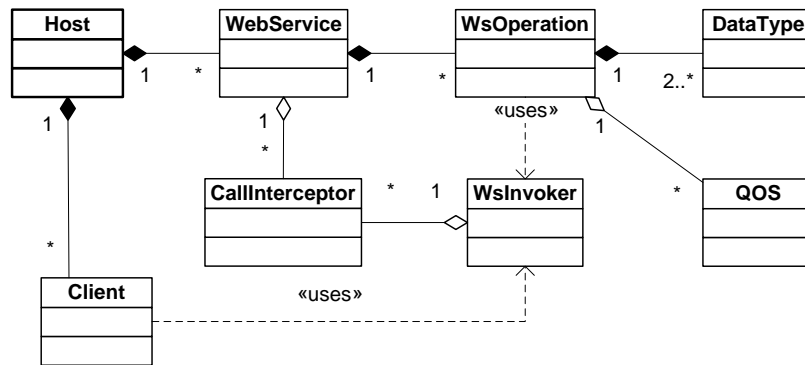 Host
WebService
WsOperation
DataType
1
*
1
*
1
2..*
1
1
«uses»
1
*
CallInterceptor
*
1
WsInvoker
*
QOS
*
Client
«uses»